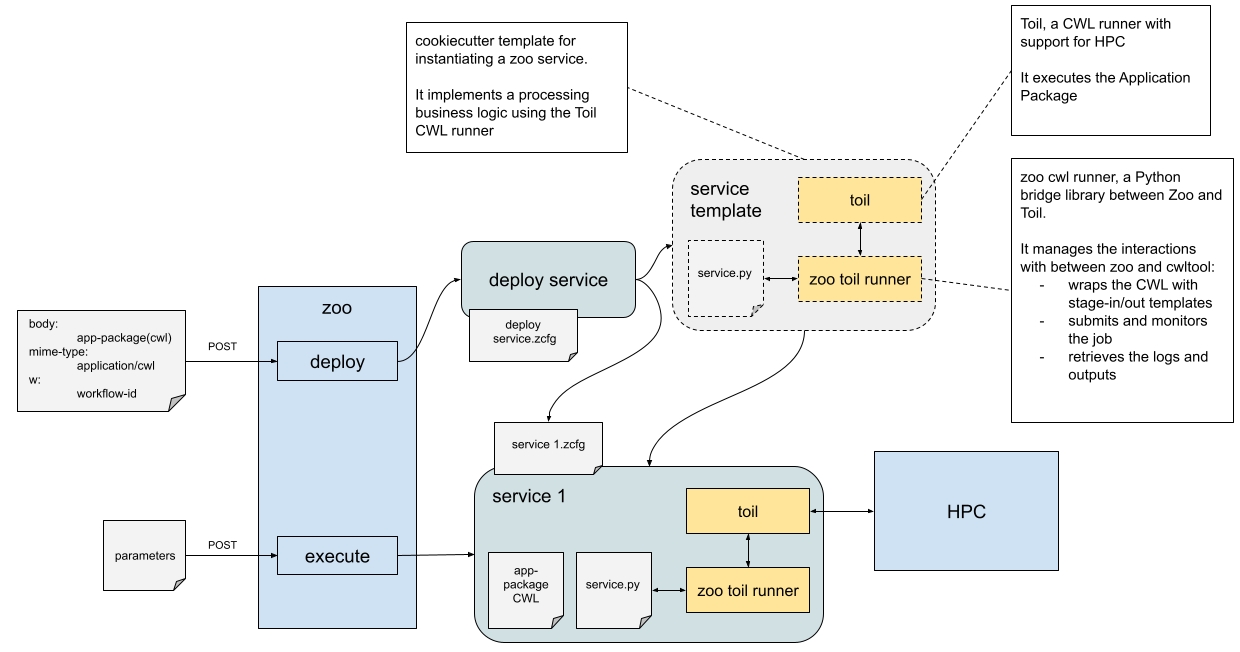 cookiecutter template for
instantiating a zoo service.
It implements a processing
business logic using the Toil
CWL runner
Toil, a CWL runner with
support for HPC
It executes the Application
Package
zoo cwl runner, a Python
bridge library between Zoo and
Toil.
It manages the interactions
with between zoo and cwltool:
- wraps the CWL with
stage-in/out templates
- submits and monitors
the job
- retrieves the logs and
outputs
service
template
toil
service.py
zoo toil runner
deploy service
deploy
service.zcfg
zoo
body:
app-package(cwl)
mime-type:
application/cwl
w:
workflow-id
POST
deploy
service 1.zcfg
service 1
toil
HPC
parameters
POST
execute
app-
package
CWL
service.py
zoo toil runner